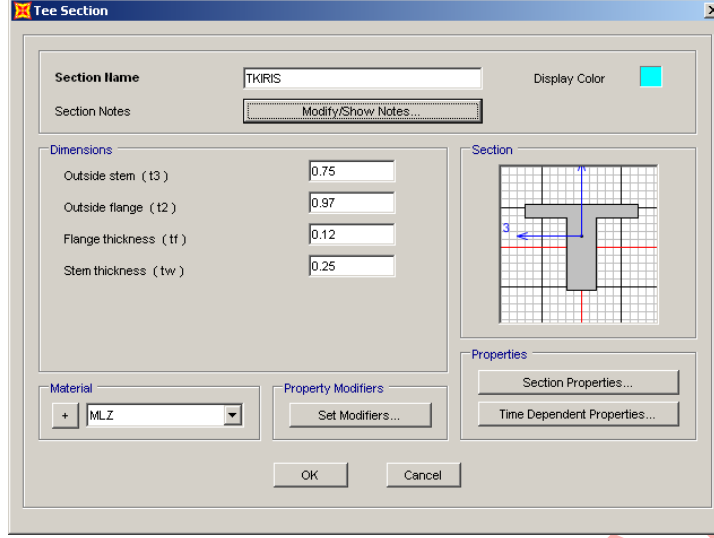 Tee Section
Section Name TKIRIS Display Color
Section Notes Modify/Show Notes...
Dimensions
Outside stem ( t3 ) 0.75
Outside flange ( t2 ) 0.97
Flange thickness ( tf ) 0.12
Stem thickness ( tw ) 0.25
Section
3
Properties
Section Properties...
Time Dependent Properties...
Material
+ MLZ
Property Modifiers
Set Modifiers...
OK Cancel